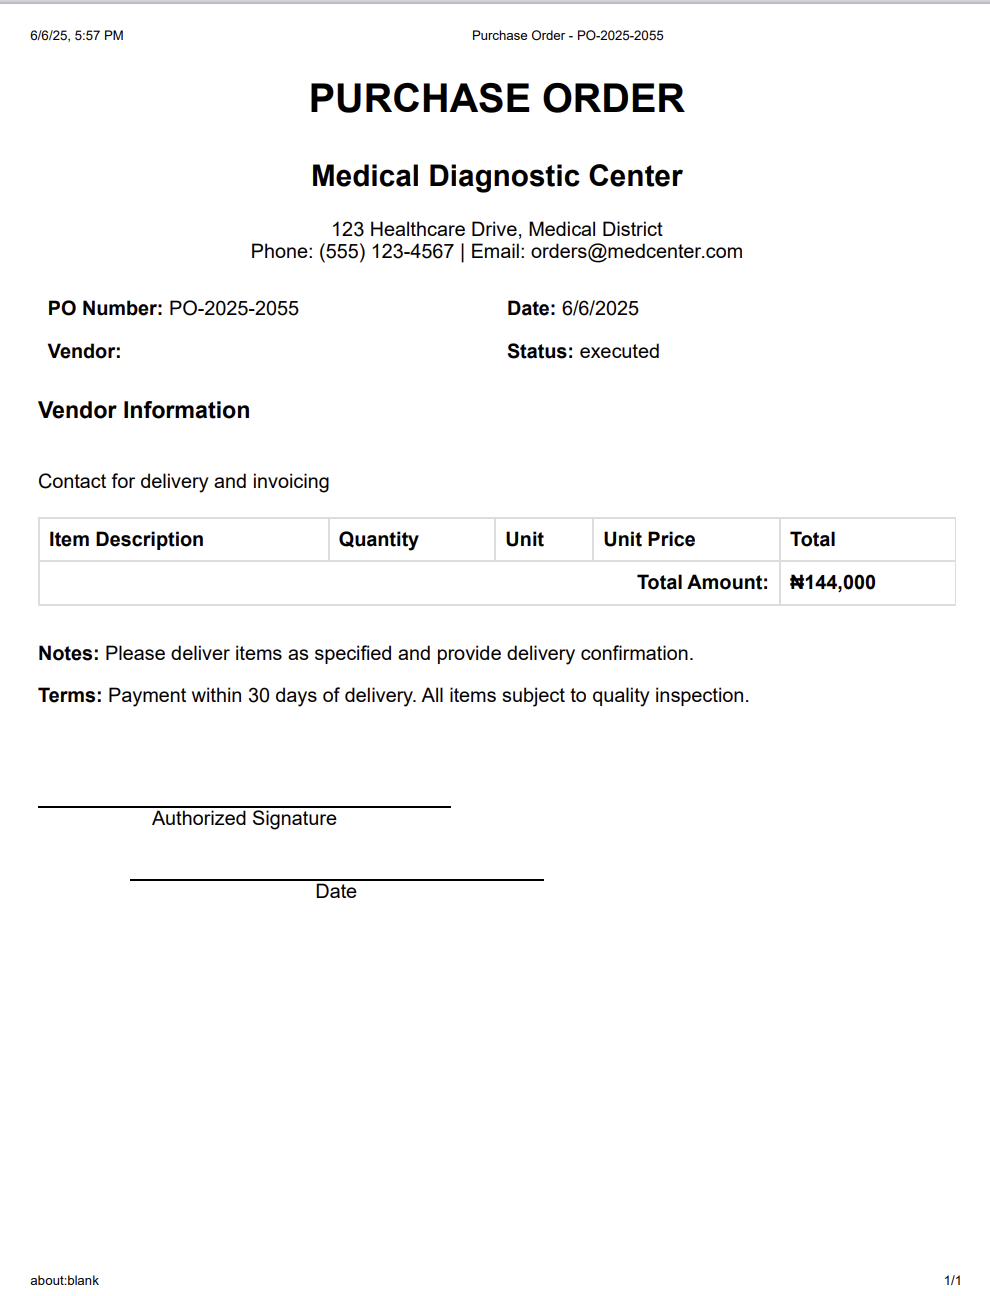 6/6/25, 5:57 PM Purchase Order - PO-2025-2055
PURCHASE ORDER
Medical Diagnostic Center
123 Healthcare Drive, Medical District
Phone: (555) 123-4567 | Email: orders@medcenter.com
PO Number: PO-2025-2055 Date: 6/6/2025
Vendor: Status: executed
Vendor Information
Contact for delivery and invoicing
Item Description Quantity Unit Unit Price Total
Total Amount: ₦144,000
Notes: Please deliver items as specified and provide delivery confirmation.
Terms: Payment within 30 days of delivery. All items subject to quality inspection.
Authorized Signature
Date
about:blank 1/1